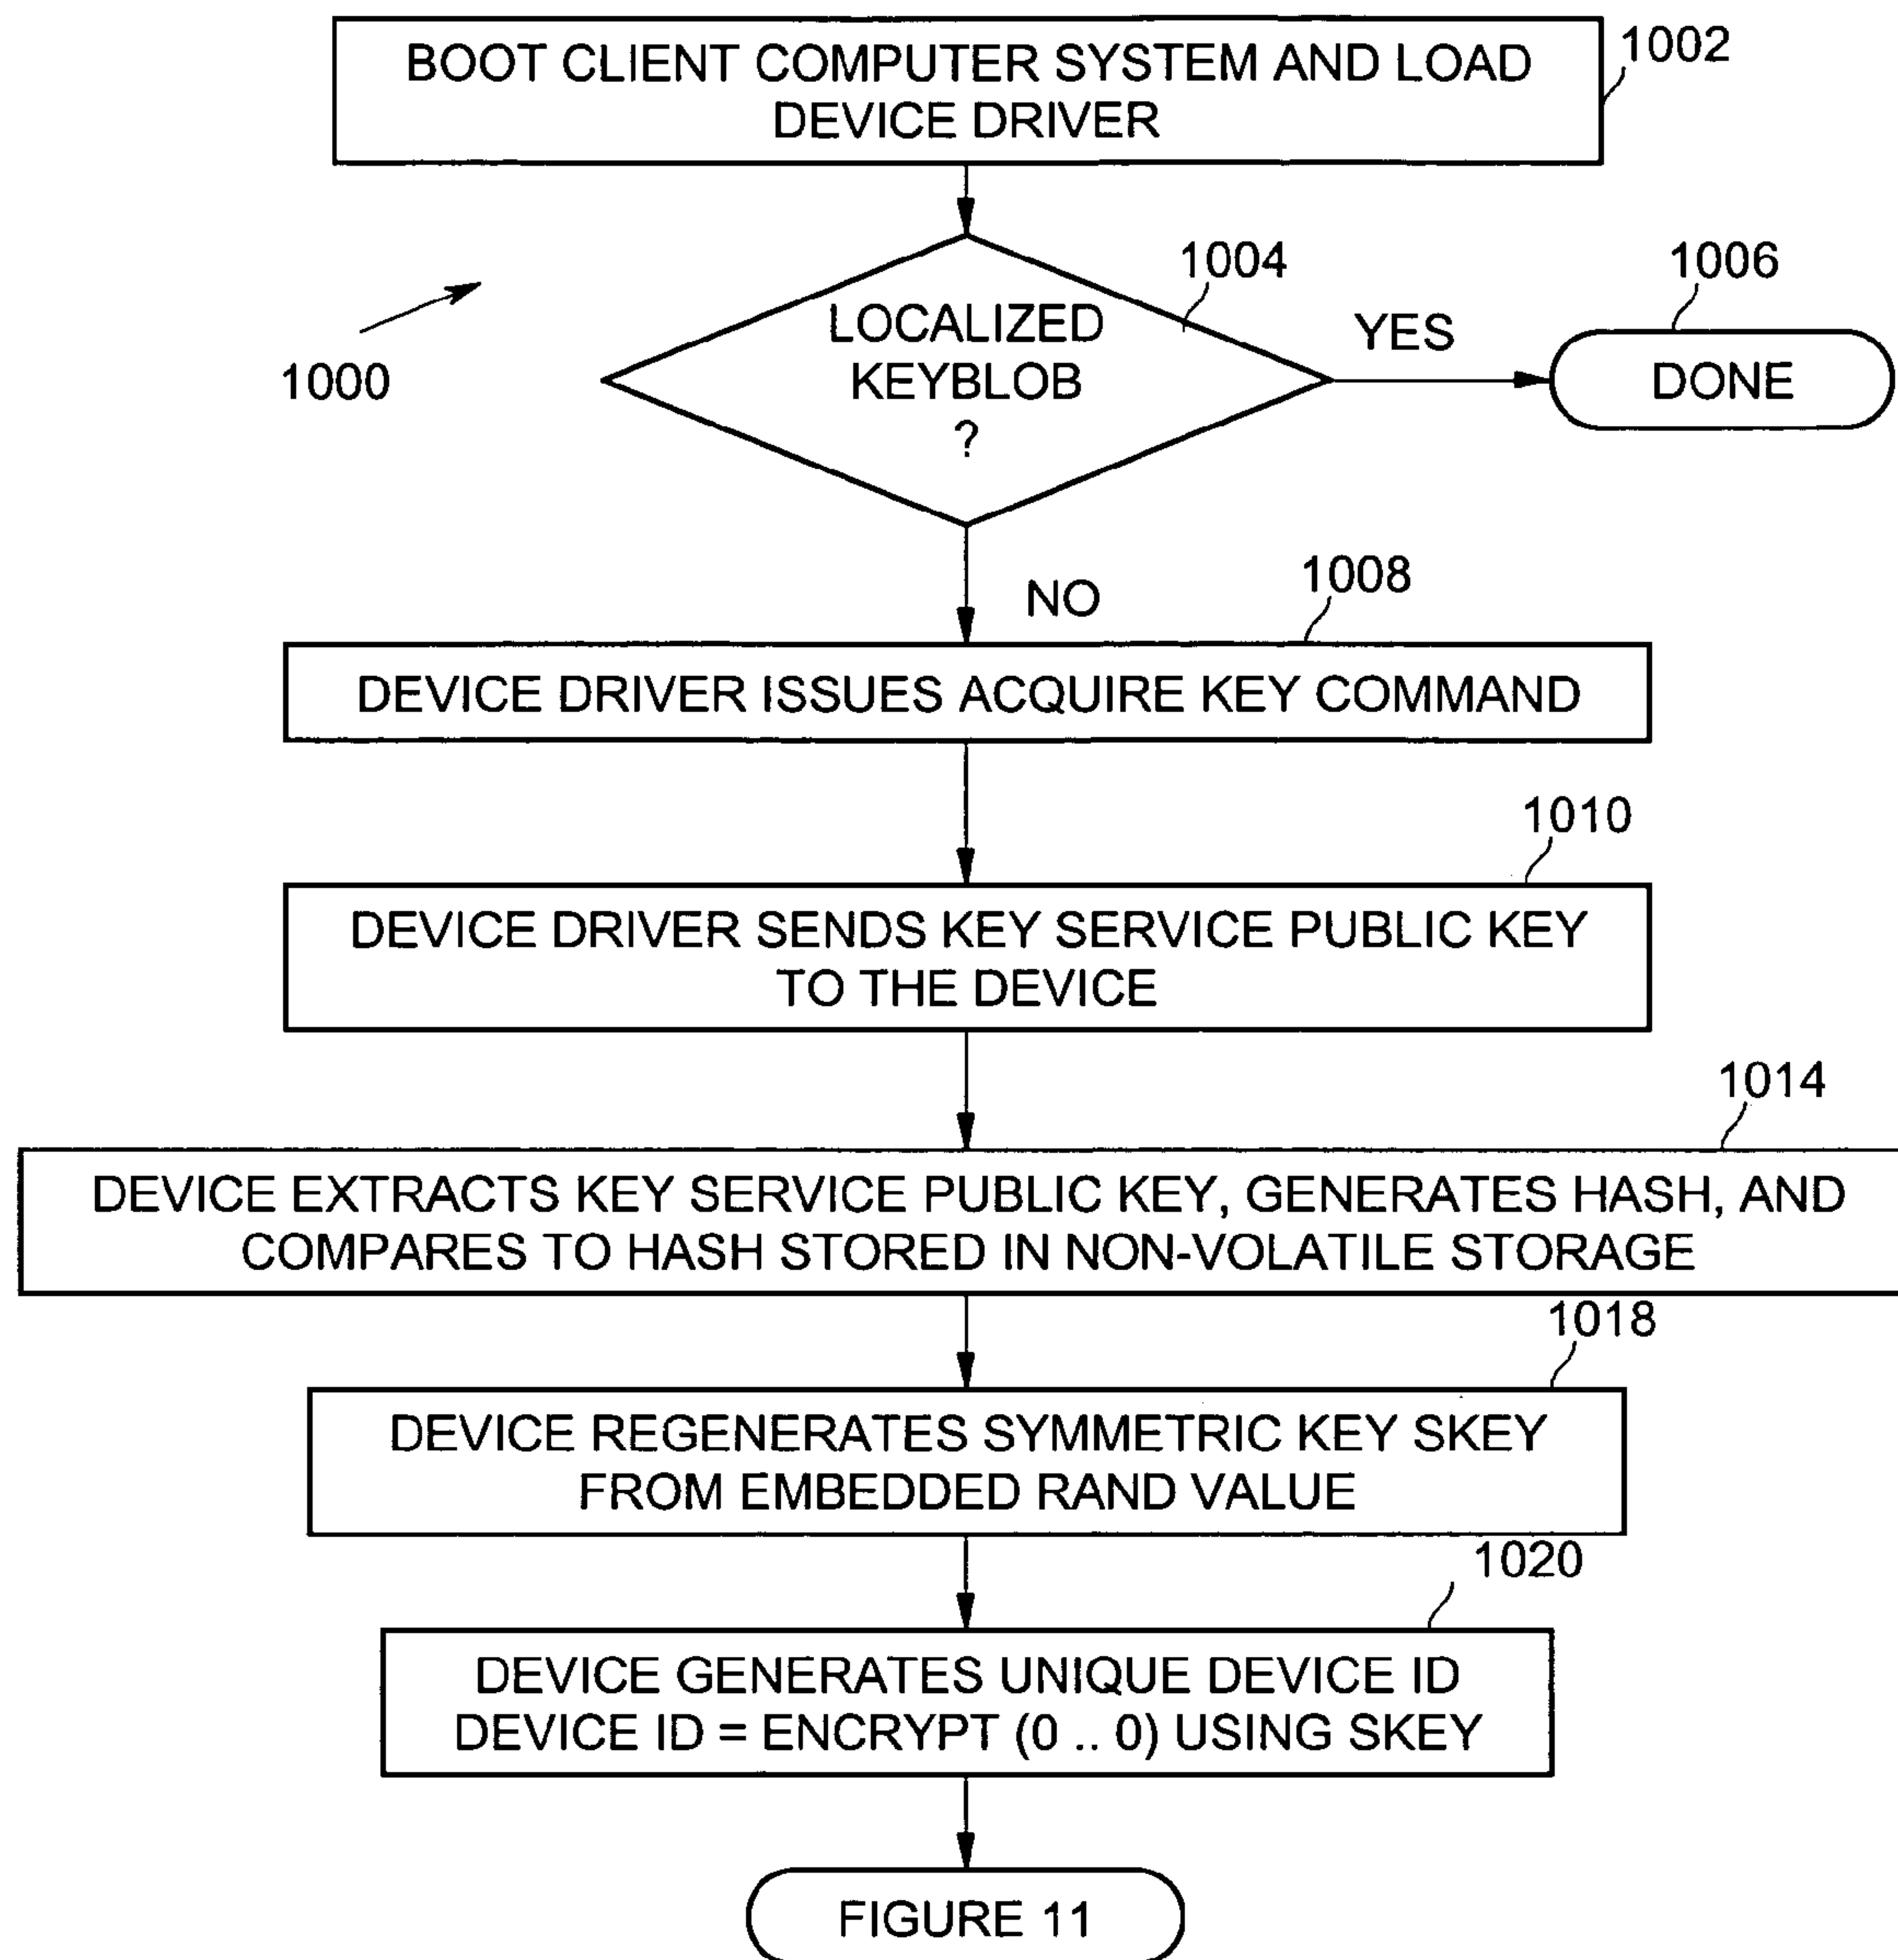 BOOT CLIENT COMPUTER SYSTEM AND LOAD
DEVICE DRIVER
1002
1004
1006
LOCALIZED
KEYBLOB
?
YES
DONE
1000
NO
1008
DEVICE DRIVER ISSUES ACQUIRE KEY COMMAND
1010
DEVICE DRIVER SENDS KEY SERVICE PUBLIC KEY
TO THE DEVICE
1014
DEVICE EXTRACTS KEY SERVICE PUBLIC KEY, GENERATES HASH, AND
COMPARES TO HASH STORED IN NON-VOLATILE STORAGE
1018
DEVICE REGENERATES SYMMETRIC KEY SKEY
FROM EMBEDDED RAND VALUE
1020
DEVICE GENERATES UNIQUE DEVICE ID
DEVICE ID = ENCRYPT (0 .. 0) USING SKEY
FIGURE 11